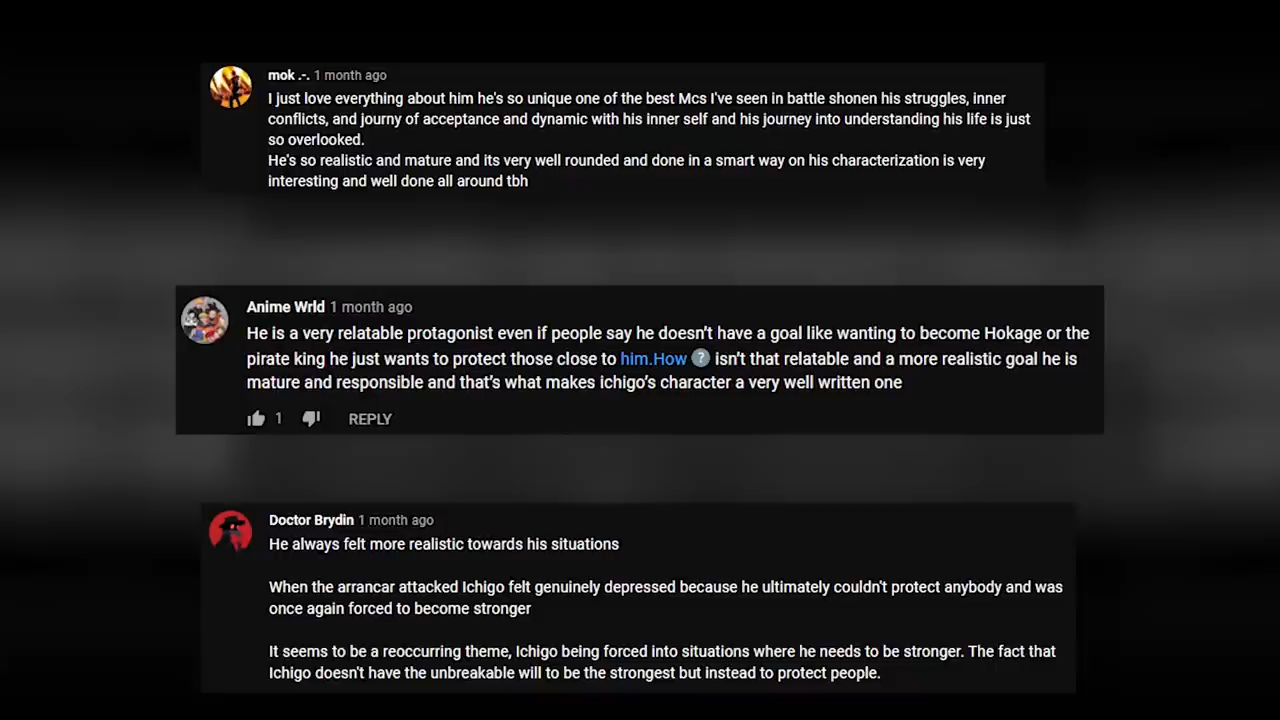 mok .-. 1 month ago
I just love everything about him he's so unique one of the best Mcs I've seen in battle shonen his struggles, inner
conflicts, and journy of acceptance and dynamic with his inner self and his journey into understanding his life is just
so overlooked.
He's so realistic and mature and its very well rounded and done in a smart way on his characterization is very
interesting and well done all around tbh
Anime Wrld 1 month ago
He is a very relatable protagonist even if people say he doesn't have a goal like wanting to become Hokage or the
pirate king he just wants to protect those close to him.How ? isn't that relatable and a more realistic goal he is
mature and responsible and that's what makes ichigo's character a very well written one
1 REPLY
Doctor Brydin 1 month ago
He always felt more realistic towards his situations
When the arrancar attacked Ichigo felt genuinely depressed because he ultimately couldn't protect anybody and was
once again forced to become stronger
It seems to be a reoccurring theme, Ichigo being forced into situations where he needs to be stronger. The fact that
Ichigo doesn't have the unbreakable will to be the strongest but instead to protect people.